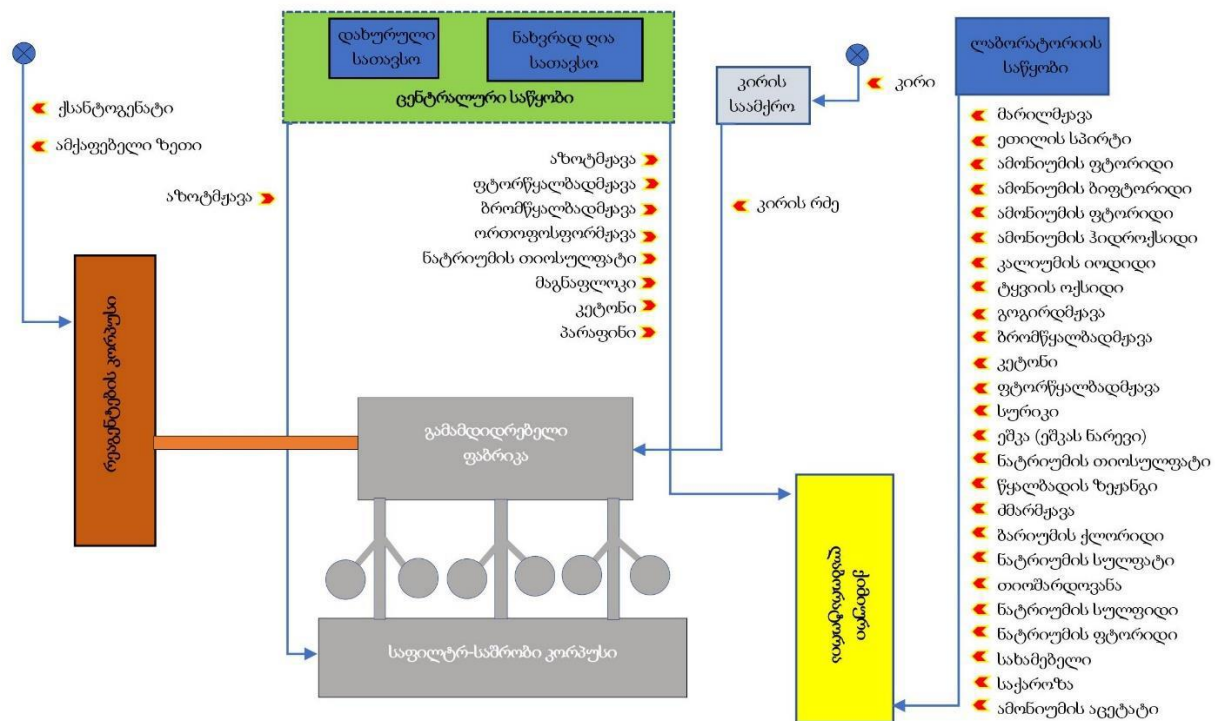 დახურული
სათავსო
ნახვრად ღია
სათავსო
ცენტრალური საწყობი
ლაბორატორიის
საწყობი
კირის
საამქრო
კირი
ქსანტოგენატი
ამქაფებელი ზეთი
აზოტმჟავა
აზოტმჟავა
ფტორწყალბადმჟავა
ბრომწყალბადმჟავა
ორთოფოსფორმჟავა
ნატრიუმის თიოსულფატი
მაგნაფლოკი
კეტონი
პარაფინი
კირის რძე
მარილმჟავა
ეთილის სპირტი
ამონიუმის ფტორიდი
ამონიუმის ბიფტორიდი
ამონიუმის ფტორიდი
ამონიუმის ჰიდროქსიდი
კალიუმის იოდიდი
ტყვიის ოქსიდი
გოგირდმჟავა
ბრომწყალბადმჟავა
კეტონი
ფტორწყალბადმჟავა
სურიკი
ეშკა (ეშკას ნარევი)
ნატრიუმის თიოსულფატი
წყალბადის ზეჟანგი
ძმარმჟავა
ბარიუმის ქლორიდი
ნატრიუმის სულფატი
თიოშარდოვანა
ნატრიუმის სულფიდი
ნატრიუმის ფტორიდი
სახამებელი
საქაროზა
ამონიუმის აცეტატი
რეაგენტების კორპუსი
გამამდიდრებელი
ფაბრიკა
საფილტრ-საშრობი კორპუსი
ქიმიური
ლაბორატორია